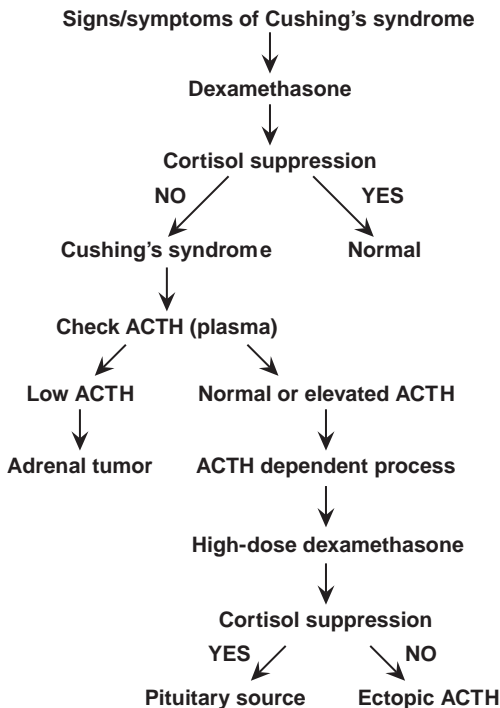 Signs/symptoms of Cushing's syndrome
Dexamethasone
Cortisol suppression
NO YES
Cushing's syndrome Normal
Check ACTH (plasma)
Low ACTH Normal or elevated ACTH
Adrenal tumor ACTH dependent process
High-dose dexamethasone
Cortisol suppression
YES NO
Pituitary source Ectopic ACTH